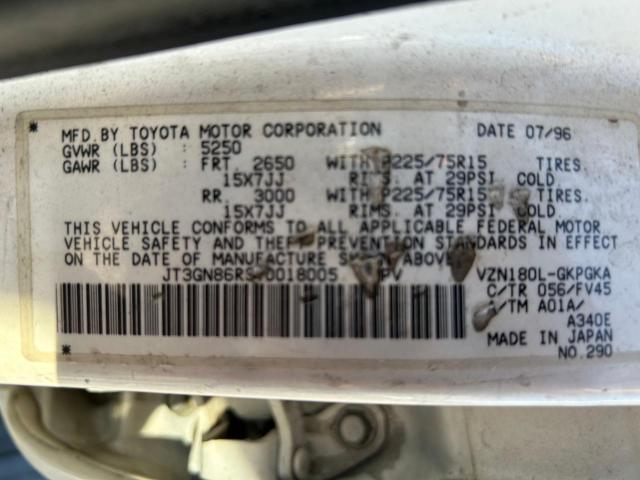 MFD.BY TOYOTA MOTOR CORPORATION DATE 07/96
GVWR (LBS) : 5250
GAWR (LBS) : FRT. 2650 WITH P225/75R15 TIRES.
15X7JJ RIMS. AT 29PSI COLD
RR. 3000 WITH P225/75R15 TIRES.
15X7JJ RIMS. AT 29PSI COLD
THIS VEHICLE CONFORMS TO ALL APPLICABLE FEDERAL MOTOR
VEHICLE SAFETY AND THEFT PREVENTION STANDARDS IN EFFECT
ON THE DATE OF MANUFACTURE SHOWN ABOVE
VZN180L-GKPGKA
C/TR 056/FV45
A/TM A01A/
A340E
MADE IN JAPAN
NO.290